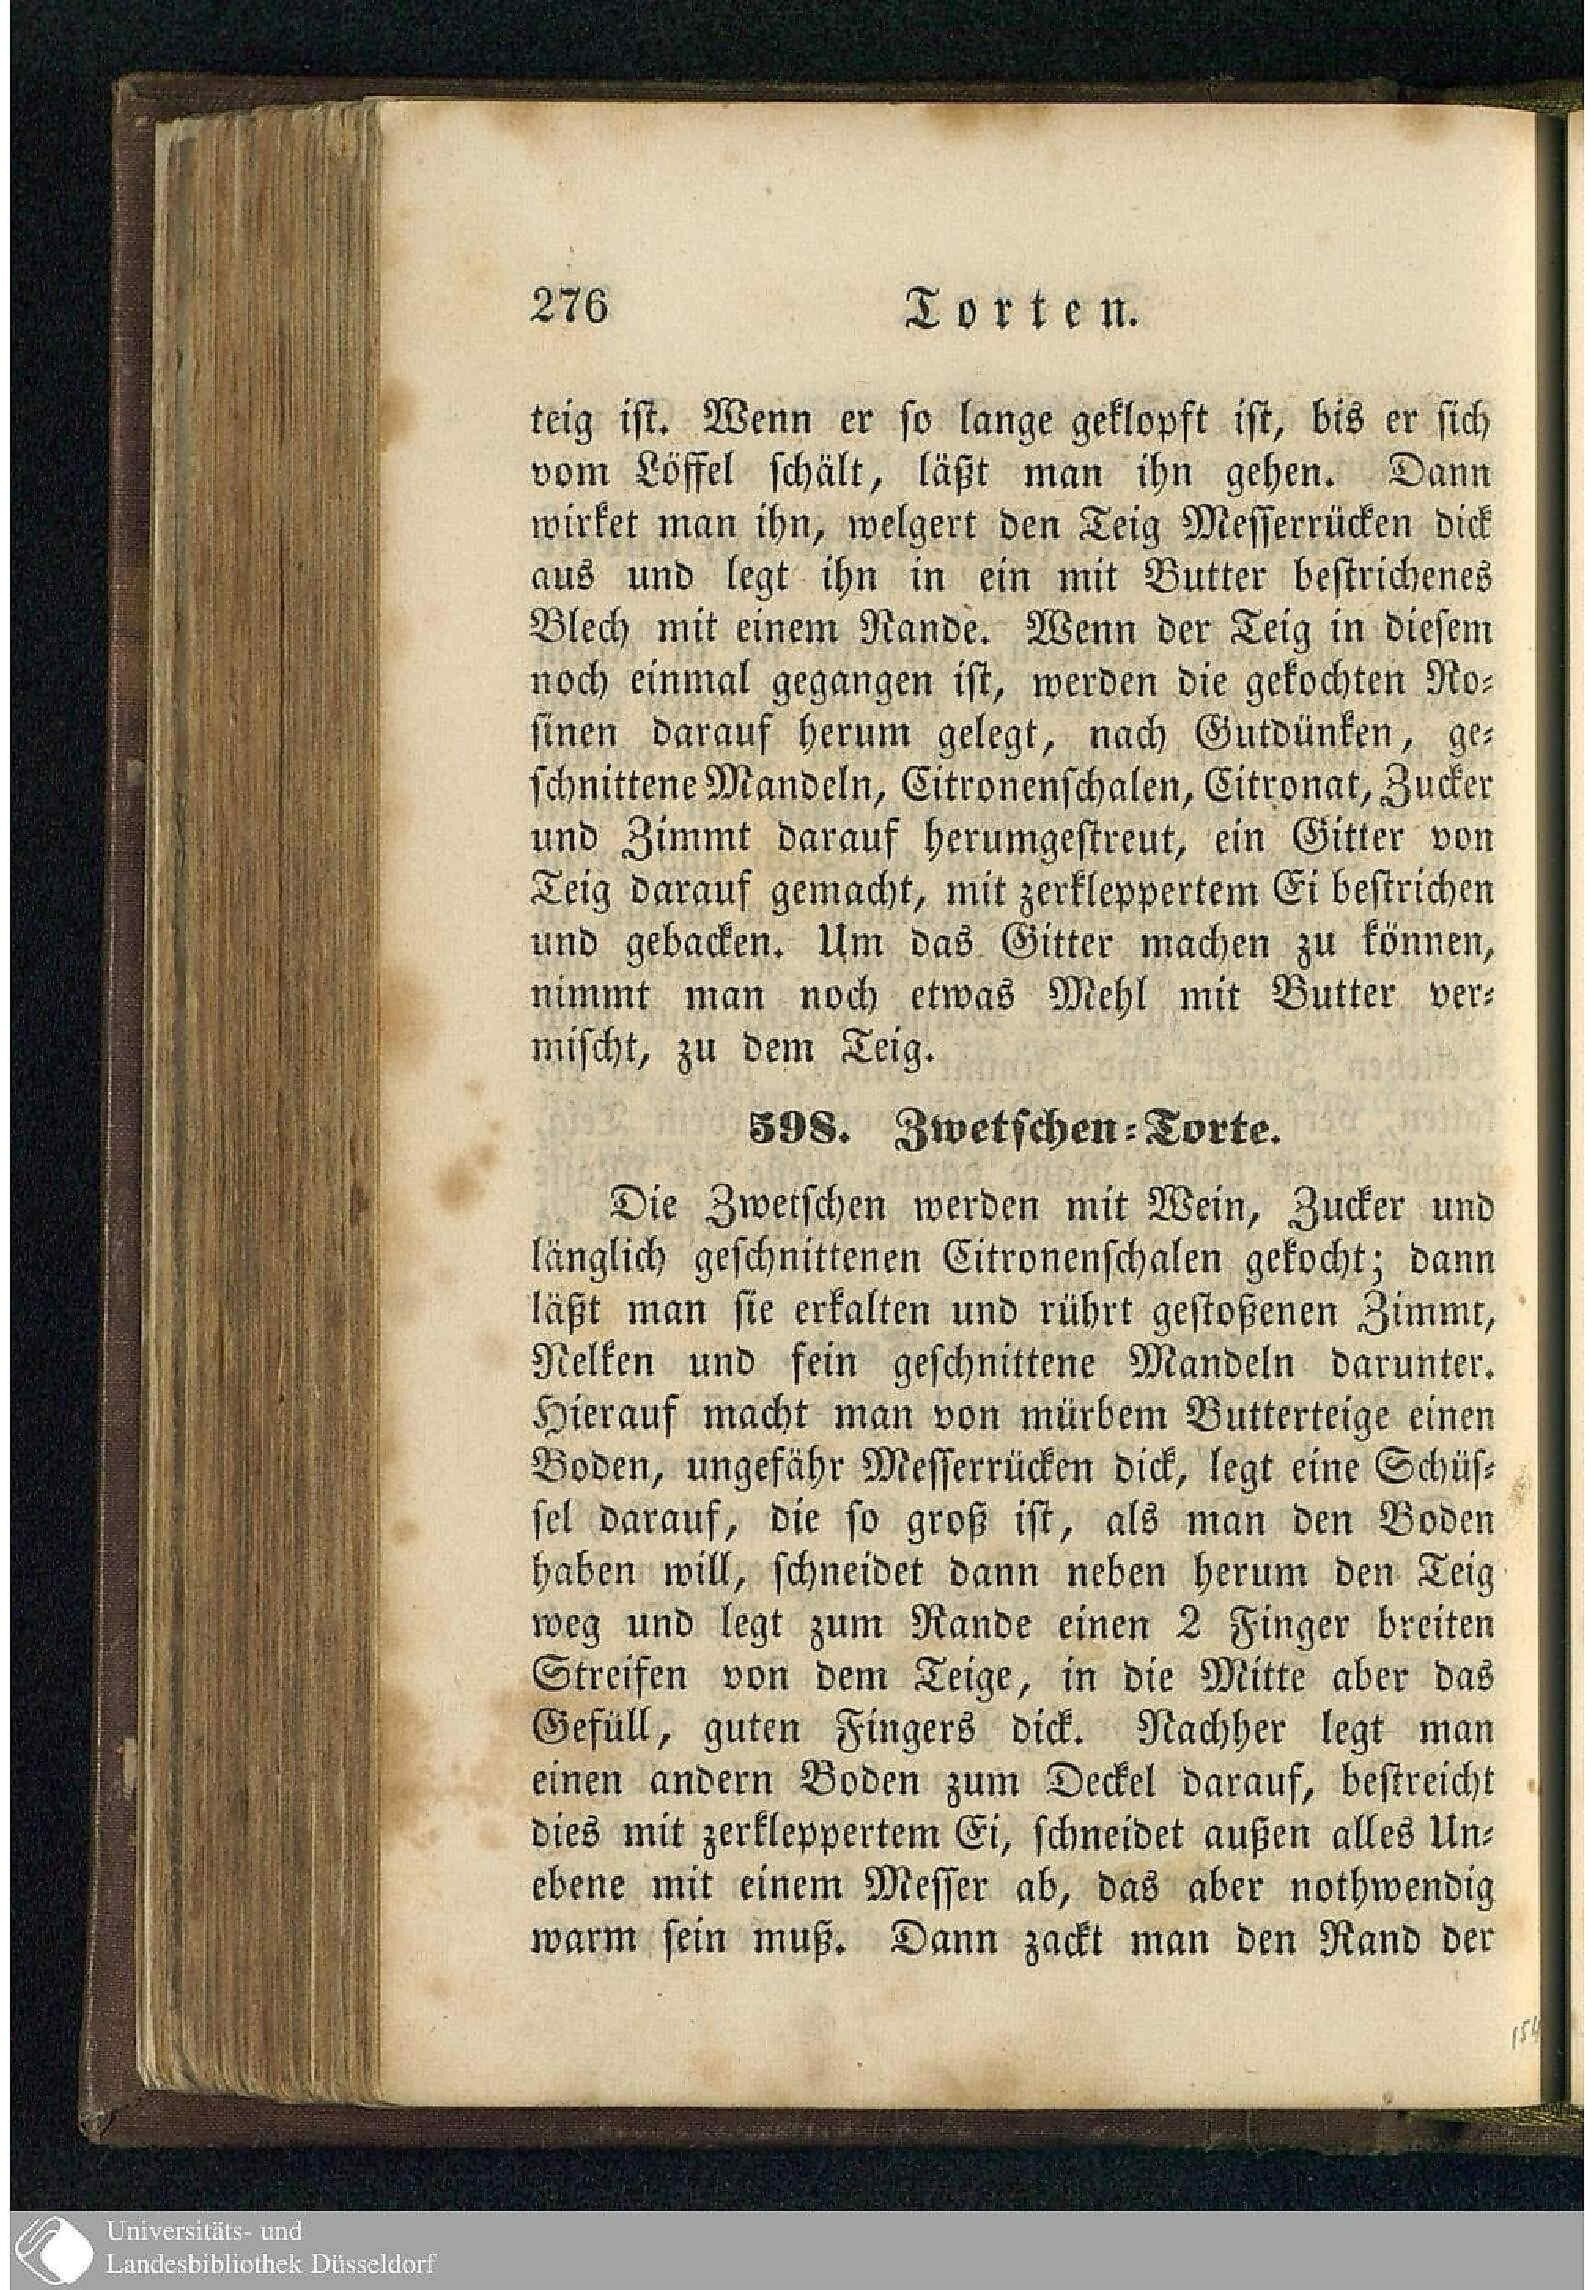 276
Torten.
teig ist. Wenn er so lange geklopft ist, bis er sich
vom Löffel schält, läßt man ihn gehen. Dann
wirket man ihn, welgert den Teig Messerrücken dick
aus und legt ihn in ein mit Butter bestrichenes
Blech mit einem Rande. Wenn der Teig in diesem
noch einmal gegangen ist, werden die gekochten Ro-
sinen darauf herum gelegt, nach Gutdünken, ge-
schnittene Mandeln, Citronenschalen, Citronat, Zucker
und Zimmt darauf herumgestreut, ein Gitter von
Teig darauf gemacht, mit zerkleppertem Ei bestrichen
und gebacken. Um das Gitter machen zu können,
nimmt man noch etwas Mehl mit Butter ver-
mischt, zu dem Teig.
598. Zwetschen-Torte.
Die Zwetschen werden mit Wein, Zucker und
länglich geschnittenen Citronenschalen gekocht; dann
läßt man sie erkalten und rührt gestoßenen Zimmt,
Nelken und fein geschnittene Mandeln darunter.
Hierauf macht man von mürbem Butterteige einen
Boden, ungefähr Messerrücken dick, legt eine Schüs-
sel darauf, die so groß ist, als man den Boden
haben will, schneidet dann neben herum den Teig
weg und legt zum Rande einen 2 Finger breiten
Streifen von dem Teige, in die Mitte aber das
Gefüll, guten Fingers dick. Nachher legt man
einen andern Boden zum Deckel darauf, bestreicht
dies mit zerkleppertem Ei, schneidet außen alles Un-
ebene mit einem Messer ab, das aber nothwendig
warm sein muß. Dann zackt man den Rand der
Universitäts- und
Landesbibliothek Düsseldorf